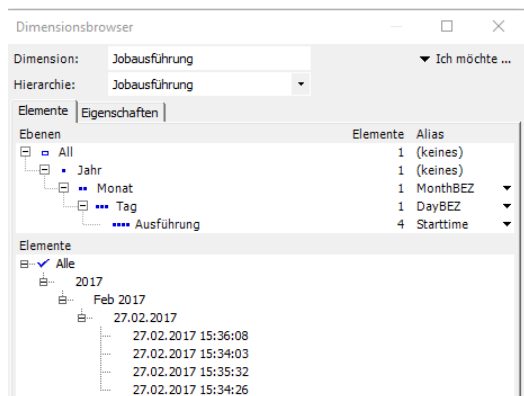 Dimensionsbrowser
Dimension: Jobausführung Ich möchte ...
Hierarchie: Jobausführung
Elemente Eigenschaften
Ebenen Elemente Alias
All 1 (keines)
Jahr 1 (keines)
Monat 1 MonthBEZ
Tag 1 DayBEZ
Ausführung 4 Starttime
Elemente
Alle
2017
Feb 2017
27.02.2017
27.02.2017 15:36:08
27.02.2017 15:34:03
27.02.2017 15:35:32
27.02.2017 15:34:26